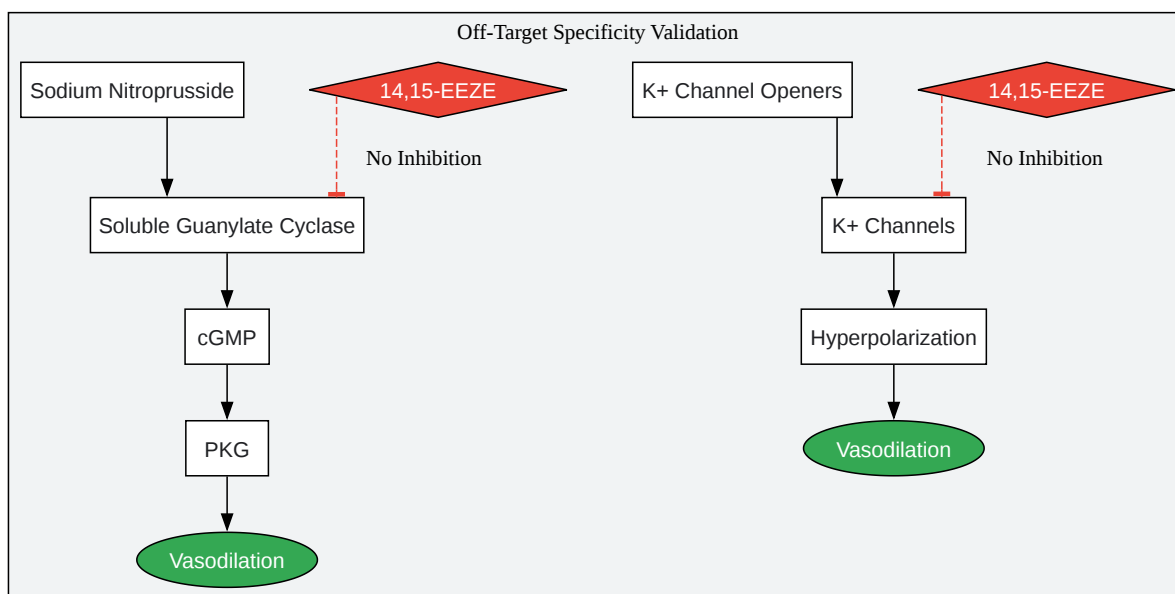 Off-Target Specificity Validation
Sodium Nitroprusside
14,15-EEZE
No Inhibition
Soluble Guanylate Cyclase
cGMP
PKG
Vasodilation
K+ Channel Openers
14,15-EEZE
No Inhibition
K+ Channels
Hyperpolarization
Vasodilation